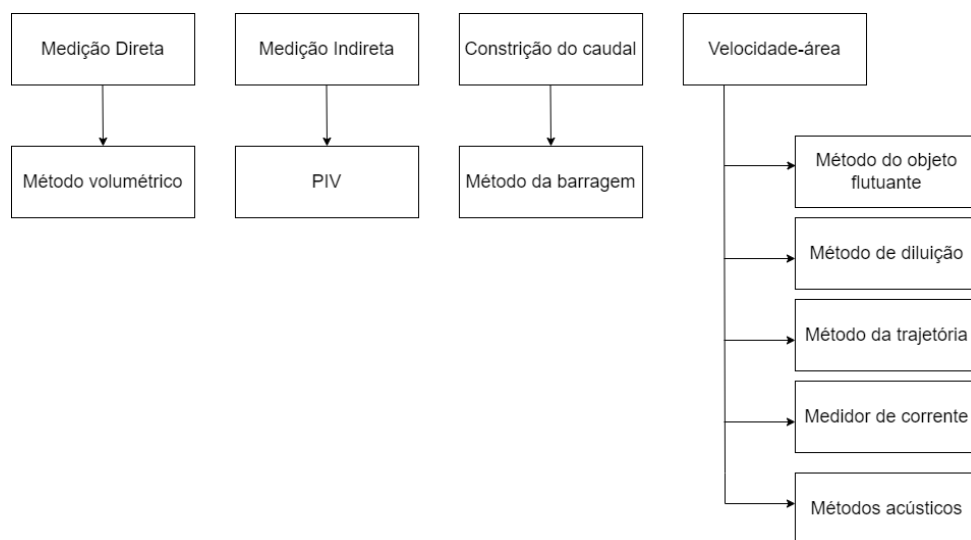 Medição Direta
Medição Indireta
Constrição do caudal
Velocidade-área
Método volumétrico
PIV
Método da barragem
Método do objeto
flutuante
Método de diluição
Método da trajetória
Medidor de corrente
Métodos acústicos